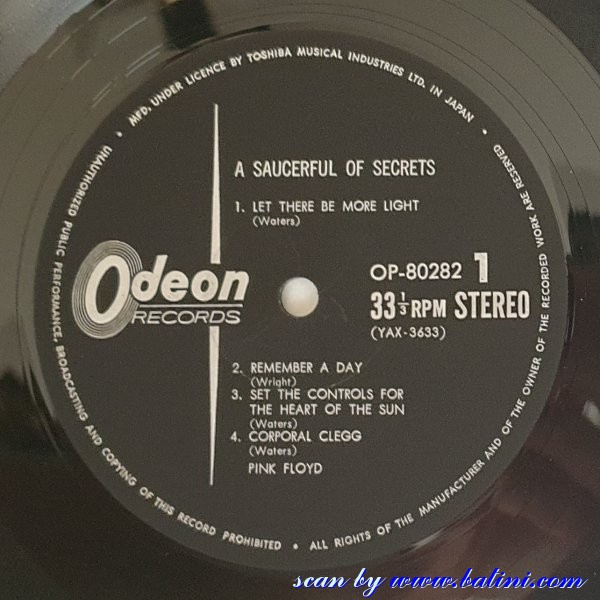 • MFD. UNDER LICENCE BY TOSHIBA MUSICAL INDUSTRIES LTD. IN JAPAN •
A SAUCERFUL OF SECRETS
1. LET THERE BE MORE LIGHT
(Waters)
Odeon
RECORDS
OP-80282 1
33 1/3 RPM STEREO
(YAX-3633)
2. REMEMBER A DAY
(Wright)
3. SET THE CONTROLS FOR
THE HEART OF THE SUN
(Waters)
4. CORPORAL CLEGG
(Waters)
PINK FLOYD
UNAUTHORIZED PUBLIC PERFORMANCE, BROADCASTING AND COPYING OF THIS RECORD PROHIBITED •
ALL RIGHTS OF THE MANUFACTURER AND OF THE OWNER OF THE RECORDED WORK ARE RESERVED
scan by www.balini.com